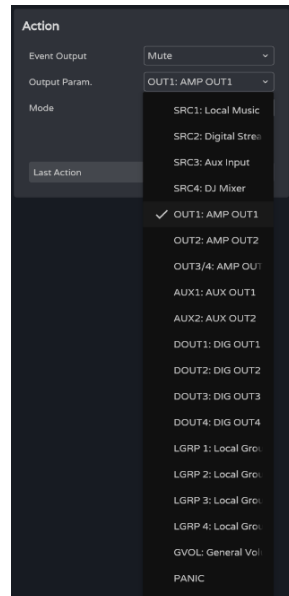 Action
Event Output Mute
Output Param. OUT1: AMP OUT1
Mode
SRC1: Local Music
SRC2: Digital Strea
SRC3: Aux Input
Last Action
SRC4: DJ Mixer
OUT1: AMP OUT1
OUT2: AMP OUT2
OUT3/4: AMP OUT
AUX1: AUX OUT1
AUX2: AUX OUT2
DOUT1: DIG OUT1
DOUT2: DIG OUT2
DOUT3: DIG OUT3
DOUT4: DIG OUT4
LGRP 1: Local Grou
LGRP 2: Local Grou
LGRP 3: Local Grou
LGRP 4: Local Grou
GVOL: General Vol
PANIC